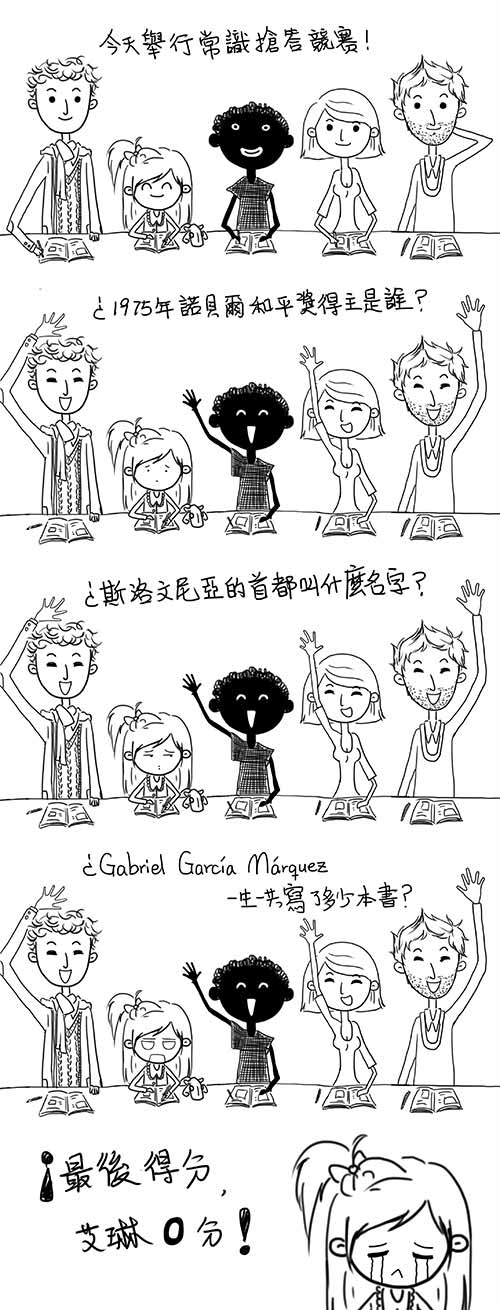 今天舉行常識搶答競賽!
¿1975年諾貝爾和平獎得主是誰?
¿斯洛文尼亞的首都叫什麼名字?
¿Gabriel García Márquez
一生一共寫了多少本書?
¡最後得分,
艾琳0分!